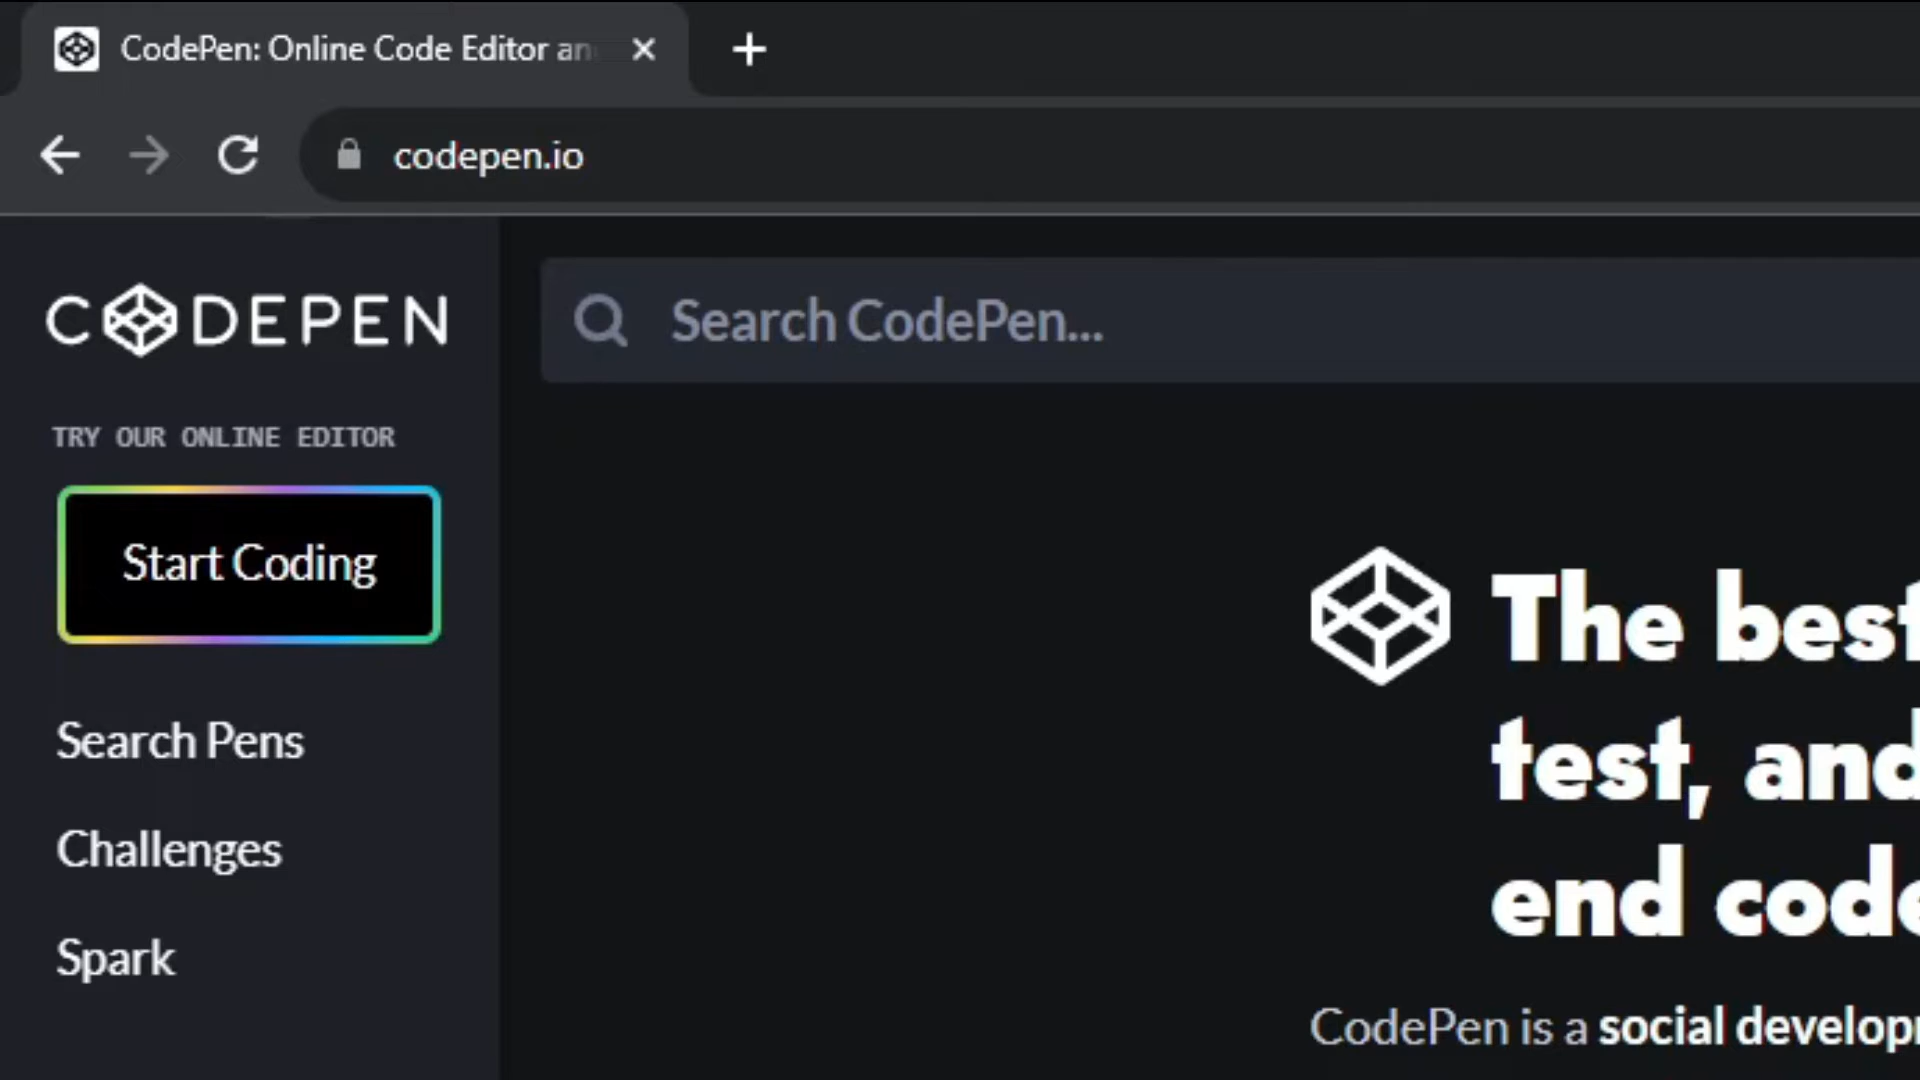 CodePen: Online Code Editor an
codepen.io
CODEPEN
Search CodePen...
TRY OUR ONLINE EDITOR
Start Coding
Search Pens
Challenges
Spark
The best
test, and
end code
CodePen is a social develop